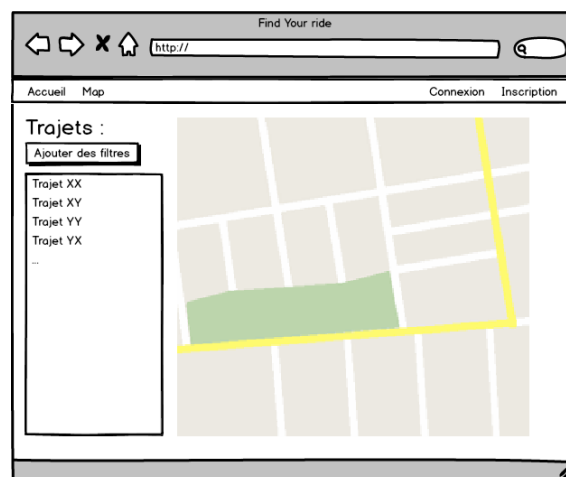 Find Your ride
http://
Accueil Map Connexion Inscription
Trajets :
Ajouter des filtres
Trajet XX
Trajet XY
Trajet YY
Trajet YX
...